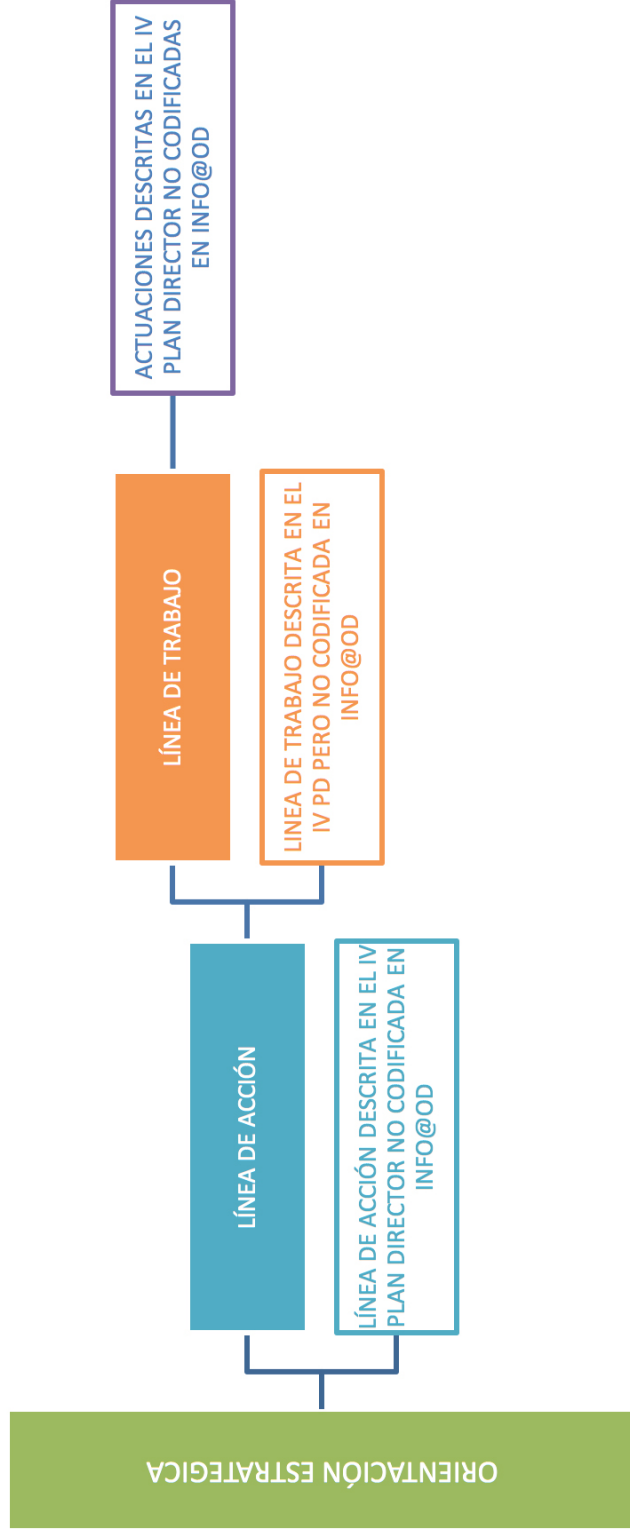 ORIENTACIÓN ESTRATEGICA
LÍNEA DE ACCIÓN
LÍNEA DE ACCIÓN DESCRITA EN EL IV
PLAN DIRECTOR NO CODIFICADA EN
INFO@OD
LÍNEA DE TRABAJO
LINEA DE TRABAJO DESCRITA EN EL
IV PD PERO NO CODIFICADA EN
INFO@OD
ACTUACIONES DESCRITAS EN EL IV
PLAN DIRECTOR NO CODIFICADAS
EN INFO@OD